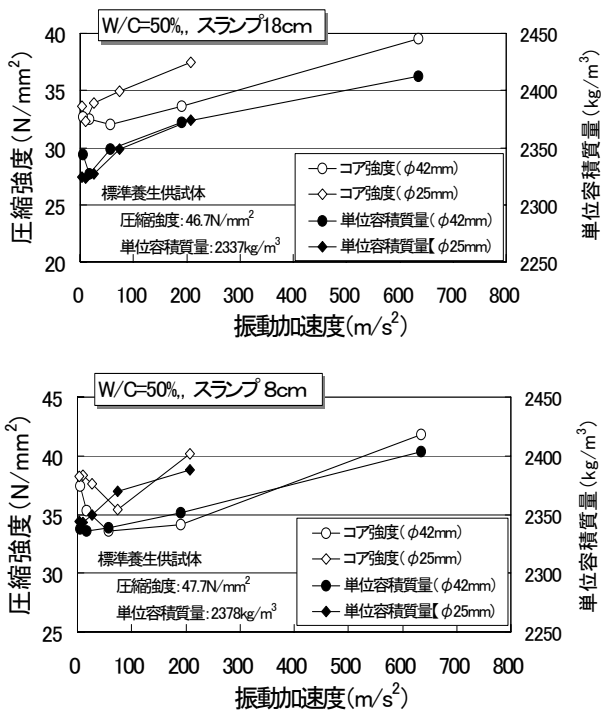 W/C=50%,, スランプ18cm
圧縮強度(N/mm²)
40
35
30
25
20
2450
2400
2350
2300
2250
単位容積質量(kg/m³)
コア強度(φ42mm)
コア強度(φ25mm)
単位容積質量(φ42mm)
単位容積質量【φ25mm)
標準養生供試体
圧縮強度:46.7N/mm²
単位容積質量:2337kg/m³
0 100 200 300 400 500 600 700 800
振動加速度(m/s²)
W/C=50%,, スランプ 8cm
圧縮強度(N/mm²)
45
40
35
30
25
2450
2400
2350
2300
2250
単位容積質量(kg/m³)
コア強度(φ42mm)
コア強度(φ25mm)
単位容積質量(φ42mm)
単位容積質量【φ25mm)
標準養生供試体
圧縮強度:47.7N/mm²
単位容積質量:2378kg/m³
0 100 200 300 400 500 600 700 800
振動加速度(m/s²)